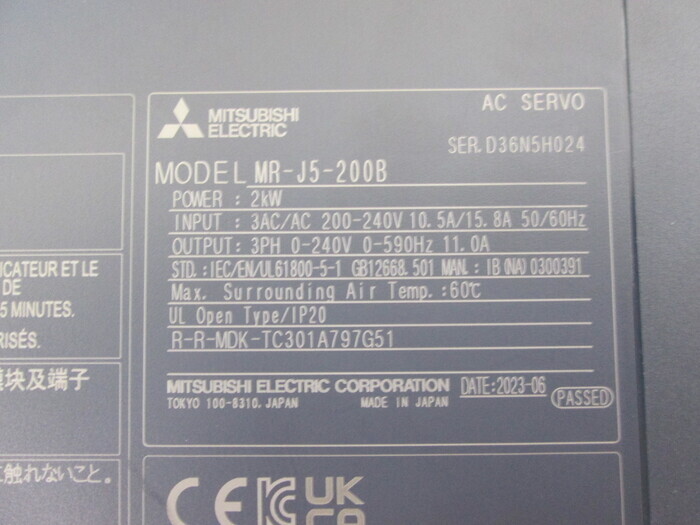 MITSUBISHI
ELECTRIC
AC SERVO
SER. D36N5H024
MODEL MR-J5-200B
POWER : 2kW
INPUT : 3AC/AC 200-240V 10.5A/15.8A 50/60Hz
OUTPUT: 3PH 0-240V 0-590Hz 11.0A
STD. : IEC/EN/UL61800-5-1 GB12668.501 MAN. : IB (NA) 0300391
Max. Surrounding Air Temp. :60℃
UL Open Type/IP20
R-R-MDK-TC301A797G51
MITSUBISHI ELECTRIC CORPORATION DATE:2023-06
TOKYO 100-8310, JAPAN MADE IN JAPAN PASSED
ICATEUR ET LE
DE
5 MINUTES.
RISÉS.
块及端子
触れないこと。
CE UK
CA